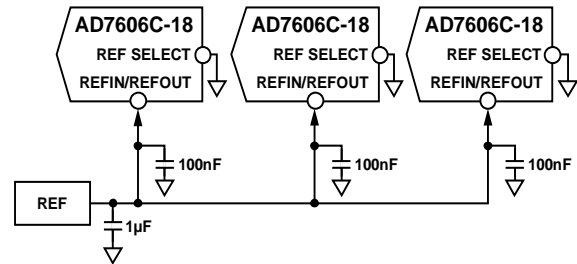 AD7606C-18 AD7606C-18 AD7606C-18
REF SELECT REF SELECT REF SELECT
REFIN/REFOUT REFIN/REFOUT REFIN/REFOUT
100nF 100nF 100nF
REF
1µF